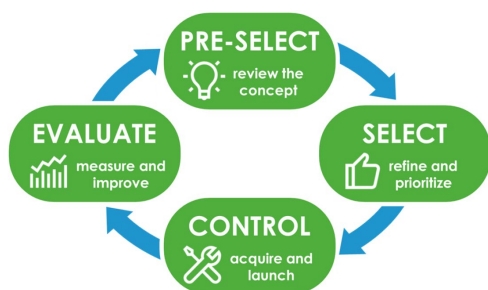 PRE-SELECT
review the
concept
SELECT
refine and
prioritize
CONTROL
acquire and
launch
EVALUATE
measure and
improve